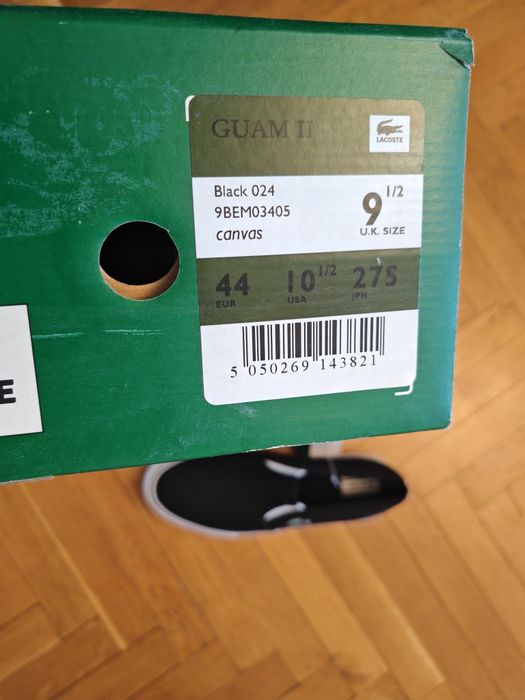 GUAM II
LACOSTE
Black 024
9BEM03405
canvas
9 1/2
U.K. SIZE
44
EUR
10 1/2
USA
275
JPN
5 050269 143821
E